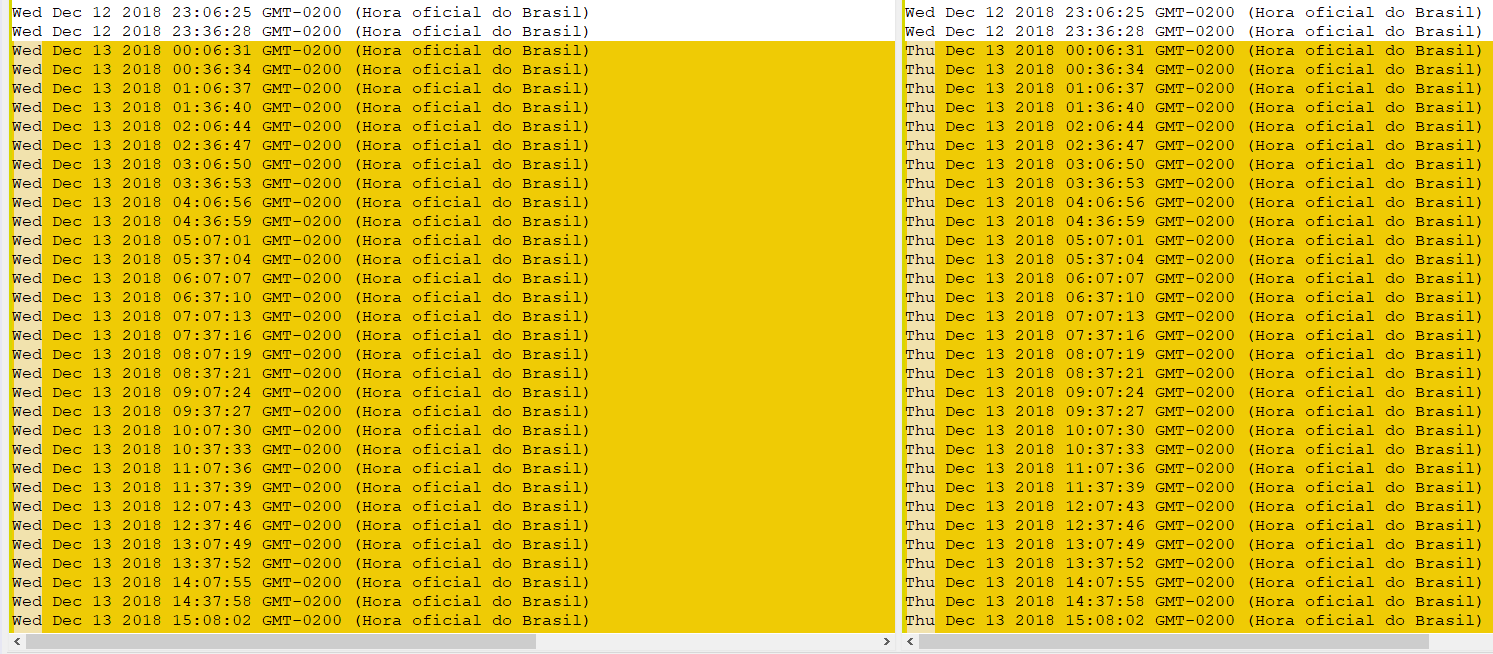 Wed Dec 12 2018 23:06:25 GMT-0200 (Hora oficial do Brasil)
Wed Dec 12 2018 23:36:28 GMT-0200 (Hora oficial do Brasil)
Wed Dec 13 2018 00:06:31 GMT-0200 (Hora oficial do Brasil)
Wed Dec 13 2018 00:36:34 GMT-0200 (Hora oficial do Brasil)
Wed Dec 13 2018 01:06:37 GMT-0200 (Hora oficial do Brasil)
Wed Dec 13 2018 01:36:40 GMT-0200 (Hora oficial do Brasil)
Wed Dec 13 2018 02:06:44 GMT-0200 (Hora oficial do Brasil)
Wed Dec 13 2018 02:36:47 GMT-0200 (Hora oficial do Brasil)
Wed Dec 13 2018 03:06:50 GMT-0200 (Hora oficial do Brasil)
Wed Dec 13 2018 03:36:53 GMT-0200 (Hora oficial do Brasil)
Wed Dec 13 2018 04:06:56 GMT-0200 (Hora oficial do Brasil)
Wed Dec 13 2018 04:36:59 GMT-0200 (Hora oficial do Brasil)
Wed Dec 13 2018 05:07:01 GMT-0200 (Hora oficial do Brasil)
Wed Dec 13 2018 05:37:04 GMT-0200 (Hora oficial do Brasil)
Wed Dec 13 2018 06:07:07 GMT-0200 (Hora oficial do Brasil)
Wed Dec 13 2018 06:37:10 GMT-0200 (Hora oficial do Brasil)
Wed Dec 13 2018 07:07:13 GMT-0200 (Hora oficial do Brasil)
Wed Dec 13 2018 07:37:16 GMT-0200 (Hora oficial do Brasil)
Wed Dec 13 2018 08:07:19 GMT-0200 (Hora oficial do Brasil)
Wed Dec 13 2018 08:37:21 GMT-0200 (Hora oficial do Brasil)
Wed Dec 13 2018 09:07:24 GMT-0200 (Hora oficial do Brasil)
Wed Dec 13 2018 09:37:27 GMT-0200 (Hora oficial do Brasil)
Wed Dec 13 2018 10:07:30 GMT-0200 (Hora oficial do Brasil)
Wed Dec 13 2018 10:37:33 GMT-0200 (Hora oficial do Brasil)
Wed Dec 13 2018 11:07:36 GMT-0200 (Hora oficial do Brasil)
Wed Dec 13 2018 11:37:39 GMT-0200 (Hora oficial do Brasil)
Wed Dec 13 2018 12:07:43 GMT-0200 (Hora oficial do Brasil)
Wed Dec 13 2018 12:37:46 GMT-0200 (Hora oficial do Brasil)
Wed Dec 13 2018 13:07:49 GMT-0200 (Hora oficial do Brasil)
Wed Dec 13 2018 13:37:52 GMT-0200 (Hora oficial do Brasil)
Wed Dec 13 2018 14:07:55 GMT-0200 (Hora oficial do Brasil)
Wed Dec 13 2018 14:37:58 GMT-0200 (Hora oficial do Brasil)
Wed Dec 13 2018 15:08:02 GMT-0200 (Hora oficial do Brasil)
Wed Dec 12 2018 23:06:25 GMT-0200 (Hora oficial do Brasil)
Wed Dec 12 2018 23:36:28 GMT-0200 (Hora oficial do Brasil)
Thu Dec 13 2018 00:06:31 GMT-0200 (Hora oficial do Brasil)
Thu Dec 13 2018 00:36:34 GMT-0200 (Hora oficial do Brasil)
Thu Dec 13 2018 01:06:37 GMT-0200 (Hora oficial do Brasil)
Thu Dec 13 2018 01:36:40 GMT-0200 (Hora oficial do Brasil)
Thu Dec 13 2018 02:06:44 GMT-0200 (Hora oficial do Brasil)
Thu Dec 13 2018 02:36:47 GMT-0200 (Hora oficial do Brasil)
Thu Dec 13 2018 03:06:50 GMT-0200 (Hora oficial do Brasil)
Thu Dec 13 2018 03:36:53 GMT-0200 (Hora oficial do Brasil)
Thu Dec 13 2018 04:06:56 GMT-0200 (Hora oficial do Brasil)
Thu Dec 13 2018 04:36:59 GMT-0200 (Hora oficial do Brasil)
Thu Dec 13 2018 05:07:01 GMT-0200 (Hora oficial do Brasil)
Thu Dec 13 2018 05:37:04 GMT-0200 (Hora oficial do Brasil)
Thu Dec 13 2018 06:07:07 GMT-0200 (Hora oficial do Brasil)
Thu Dec 13 2018 06:37:10 GMT-0200 (Hora oficial do Brasil)
Thu Dec 13 2018 07:07:13 GMT-0200 (Hora oficial do Brasil)
Thu Dec 13 2018 07:37:16 GMT-0200 (Hora oficial do Brasil)
Thu Dec 13 2018 08:07:19 GMT-0200 (Hora oficial do Brasil)
Thu Dec 13 2018 08:37:21 GMT-0200 (Hora oficial do Brasil)
Thu Dec 13 2018 09:07:24 GMT-0200 (Hora oficial do Brasil)
Thu Dec 13 2018 09:37:27 GMT-0200 (Hora oficial do Brasil)
Thu Dec 13 2018 10:07:30 GMT-0200 (Hora oficial do Brasil)
Thu Dec 13 2018 10:37:33 GMT-0200 (Hora oficial do Brasil)
Thu Dec 13 2018 11:07:36 GMT-0200 (Hora oficial do Brasil)
Thu Dec 13 2018 11:37:39 GMT-0200 (Hora oficial do Brasil)
Thu Dec 13 2018 12:07:43 GMT-0200 (Hora oficial do Brasil)
Thu Dec 13 2018 12:37:46 GMT-0200 (Hora oficial do Brasil)
Thu Dec 13 2018 13:07:49 GMT-0200 (Hora oficial do Brasil)
Thu Dec 13 2018 13:37:52 GMT-0200 (Hora oficial do Brasil)
Thu Dec 13 2018 14:07:55 GMT-0200 (Hora oficial do Brasil)
Thu Dec 13 2018 14:37:58 GMT-0200 (Hora oficial do Brasil)
Thu Dec 13 2018 15:08:02 GMT-0200 (Hora oficial do Brasil)